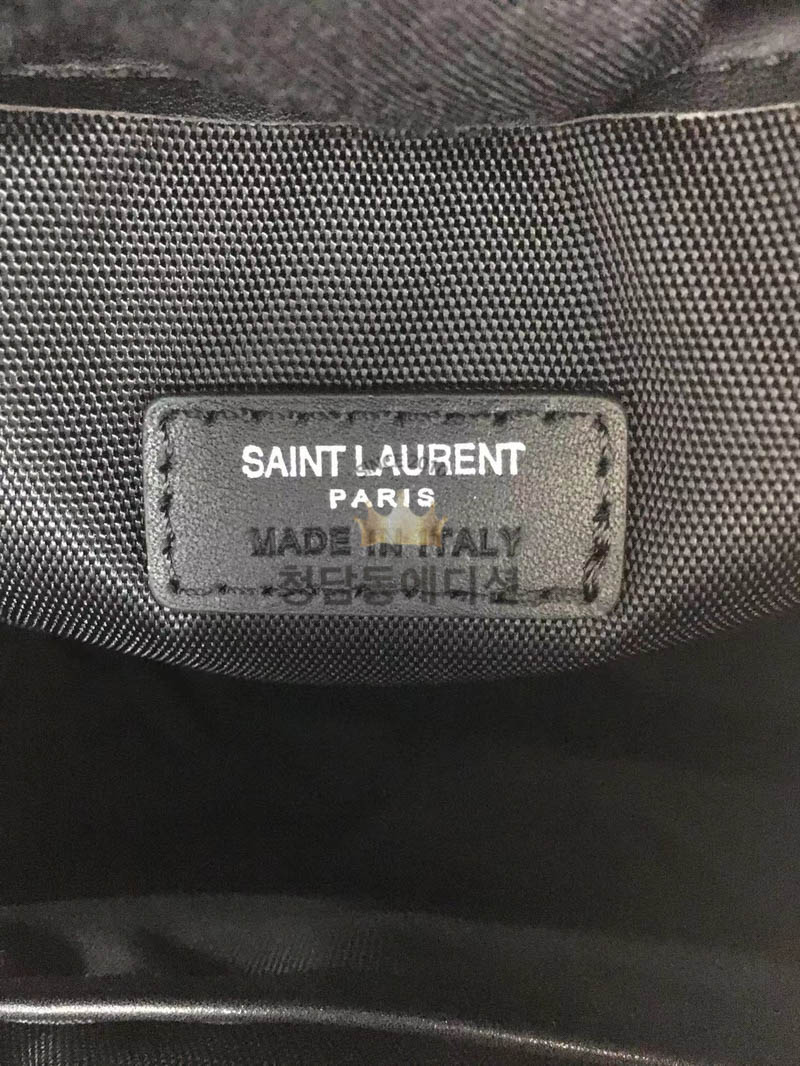 SAINT LAURENT
PARIS
MADE IN ITALY
청담동에디션